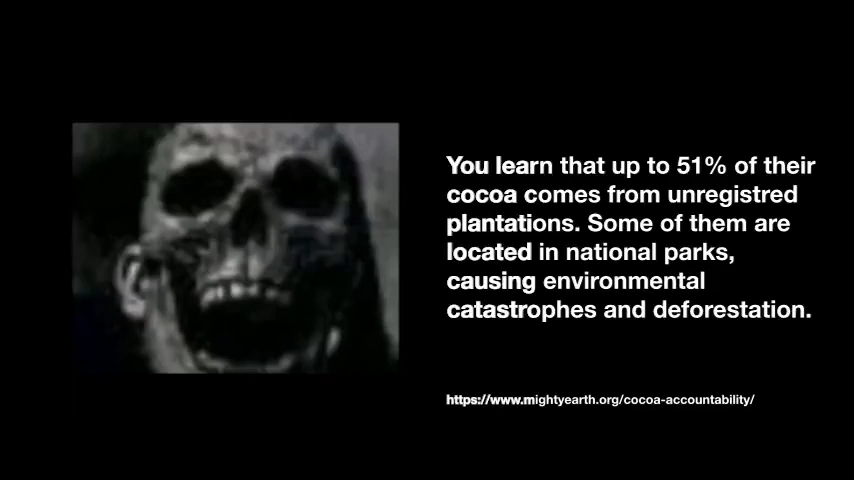 You learn that up to 51% of their
cocoa comes from unregistred
plantations. Some of them are
located in national parks,
causing environmental
catastrophes and deforestation.
https://www.mightyearth.org/cocoa-accountability/